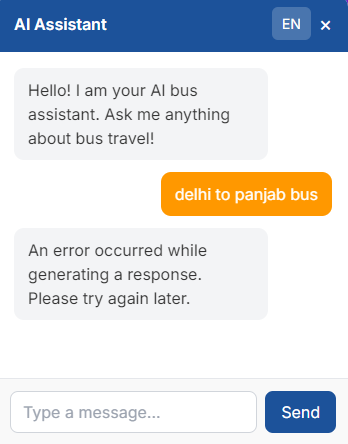 AI Assistant
EN ×
Hello! I am your AI bus
assistant. Ask me anything
about bus travel!
delhi to panjab bus
An error occurred while
generating a response.
Please try again later.
Type a message...
Send